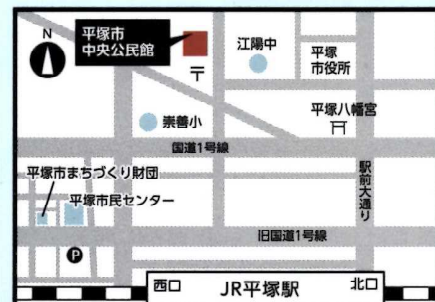 N
平塚市
中央公民館
〒
江陽中
平塚
市役所
崇善小
平塚八幡宮
国道1号線
駅前大通り
平塚市まちづくり財団
平塚市民センター
P
旧国道1号線
西口
JR平塚駅
北口